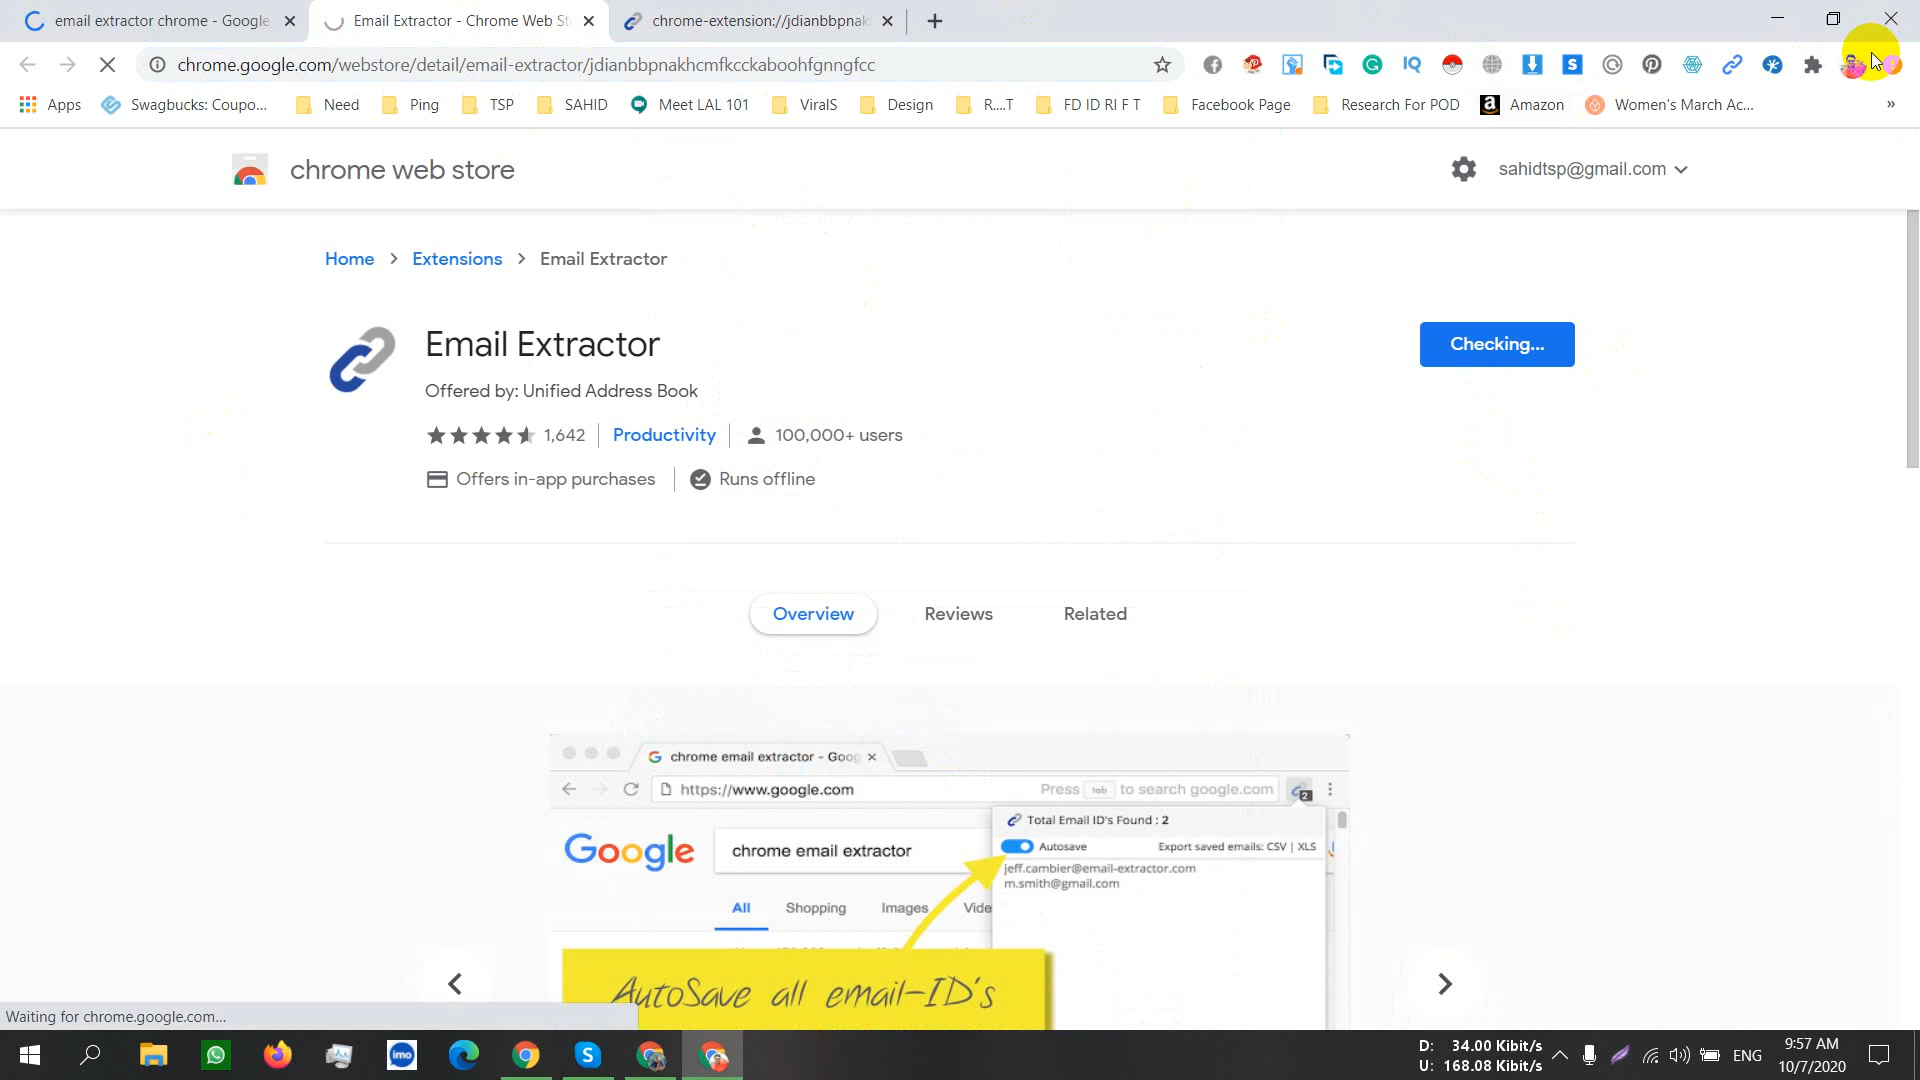 email extractor chrome - Google
Email Extractor - Chrome Web St
chrome-extension://jdianbbpnak
chrome.google.com/webstore/detail/email-extractor/jdianbbpnakhcmfkcckaboohfgnngfcc
Apps Swagbucks: Coupo... Need Ping TSP SAHID Meet LAL 101 ViralS Design R....T FD ID RI F T Facebook Page Research For POD Amazon Women's March Ac... »
chrome web store
sahidtsp@gmail.com
Home > Extensions > Email Extractor
Email Extractor
Checking...
Offered by: Unified Address Book
1,642 Productivity 100,000+ users
Offers in-app purchases Runs offline
Overview Reviews Related
chrome email extractor - Goog
https://www.google.com Press tab to search google.com 2
Total Email ID's Found : 2
Autosave Export saved emails: CSV | XLS
Google chrome email extractor
jeff.cambier@email-extractor.com
m.smith@gmail.com
All Shopping Images Vide
AutoSave all email-ID's
Waiting for chrome.google.com...
imo
D: 34.00 Kibit/s
U: 168.08 Kibit/s
ENG
9:57 AM
10/7/2020